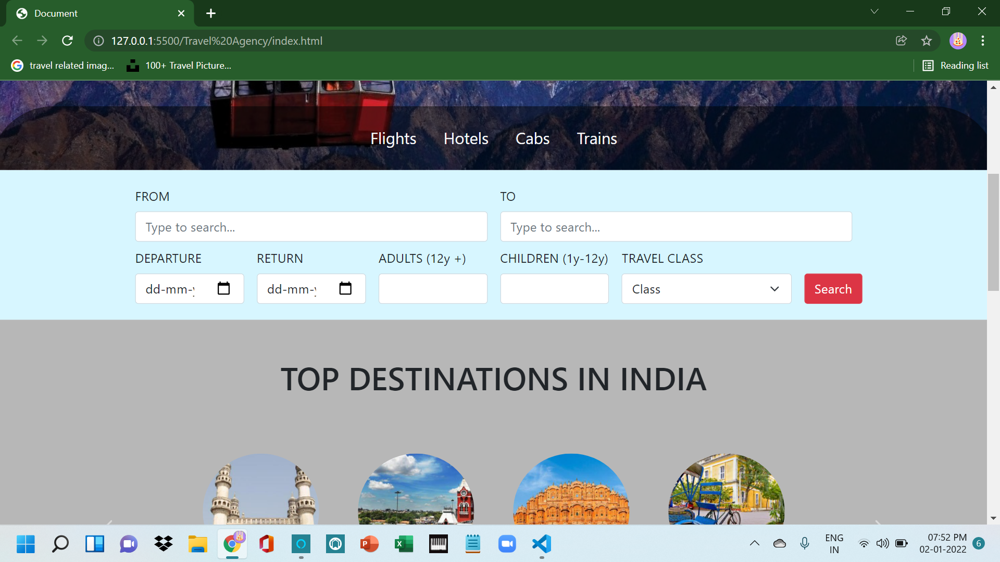 Document
127.0.0.1:5500/Travel%20Agency/index.html
travel related imag... 100+ Travel Picture... Reading list
Flights Hotels Cabs Trains
FROM TO
Type to search... Type to search...
DEPARTURE RETURN ADULTS (12y +) CHILDREN (1y-12y) TRAVEL CLASS
dd-mm-y dd-mm-y Class Search
TOP DESTINATIONS IN INDIA
ENG 07:52 PM
IN 02-01-2022 6